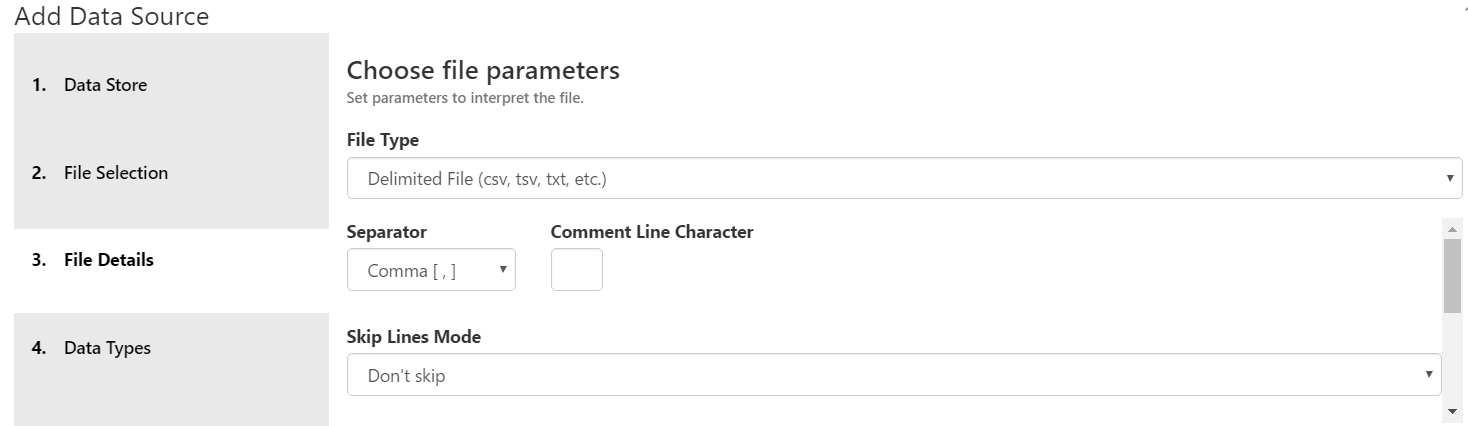 Add Data Source
1. Data Store
2. File Selection
3. File Details
4. Data Types
Choose file parameters
Set parameters to interpret the file.
File Type
Delimited File (csv, tsv, txt, etc.)
Separator Comment Line Character
Comma [ , ]
Skip Lines Mode
Don't skip